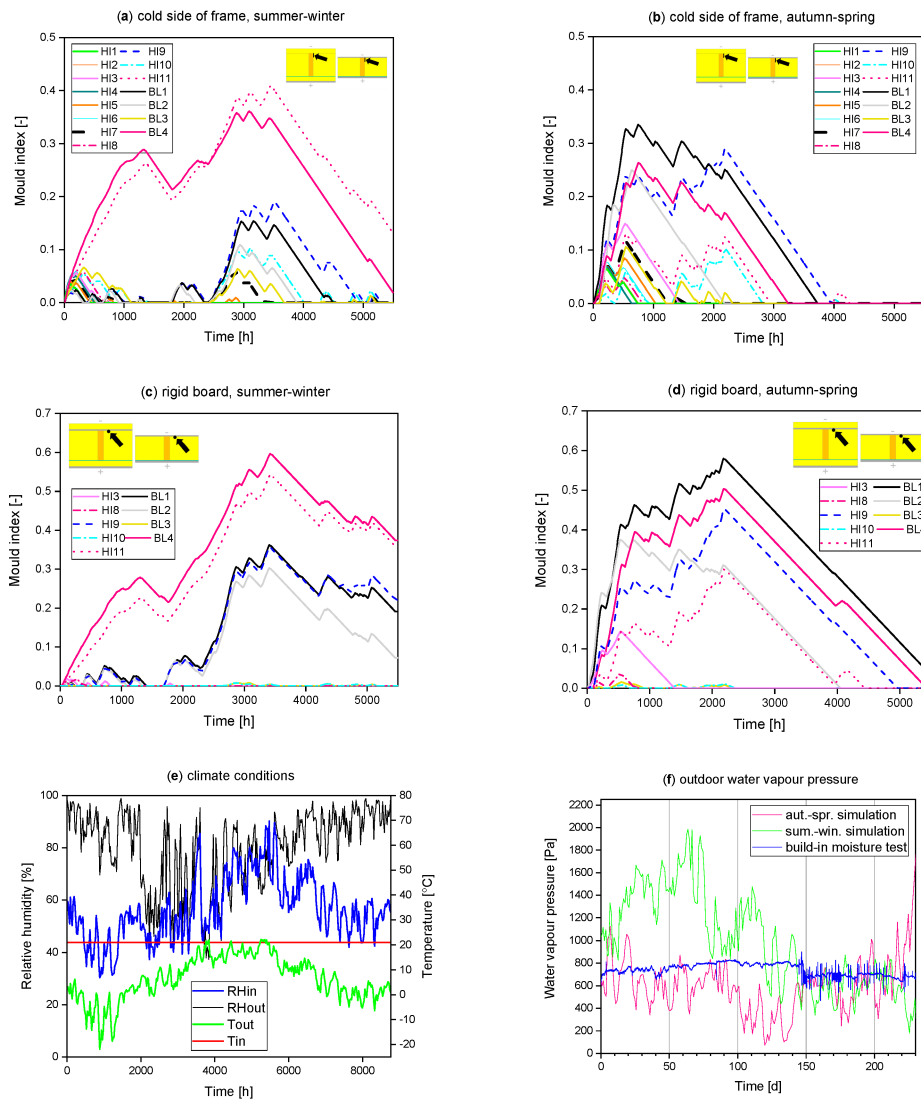 (a) cold side of frame, summer-winter
0.5
0.4
0.3
0.2
0.1
0.0
Mould index [-]
HI1
HI2
HI3
HI4
HI5
HI6
HI7
HI8
HI9
HI10
HI11
BL1
BL2
BL3
BL4
0 1000 2000 3000 4000 5000
Time [h]
(b) cold side of frame, autumn-spring
0.5
0.4
0.3
0.2
0.1
0.0
Mould index [-]
HI1
HI2
HI3
HI4
HI5
HI6
HI7
HI8
HI9
HI10
HI11
BL1
BL2
BL3
BL4
0 1000 2000 3000 4000 5000
Time [h]
(c) rigid board, summer-winter
0.7
0.6
0.5
0.4
0.3
0.2
0.1
0.0
Mould index [-]
HI3
HI8
HI9
HI10
HI11
BL1
BL2
BL3
BL4
0 1000 2000 3000 4000 5000
Time [h]
(d) rigid board, autumn-spring
0.7
0.6
0.5
0.4
0.3
0.2
0.1
0.0
Mould index [-]
HI3
HI8
HI9
HI10
HI11
BL1
BL2
BL3
BL4
0 1000 2000 3000 4000 5000
Time [h]
(e) climate conditions
100
80
60
40
20
0
Relative humidity [%]
80
70
60
50
40
30
20
10
0
-10
-20
Temperature [°C]
RHin
RHout
Tout
Tin
0 2000 4000 6000 8000
Time [h]
(f) outdoor water vapour pressure
2200
2000
1800
1600
1400
1200
1000
800
600
400
200
0
Water vapour pressure [Pa]
aut.-spr. simulation
sum.-win. simulation
build-in moisture test
0 50 100 150 200
Time [d]